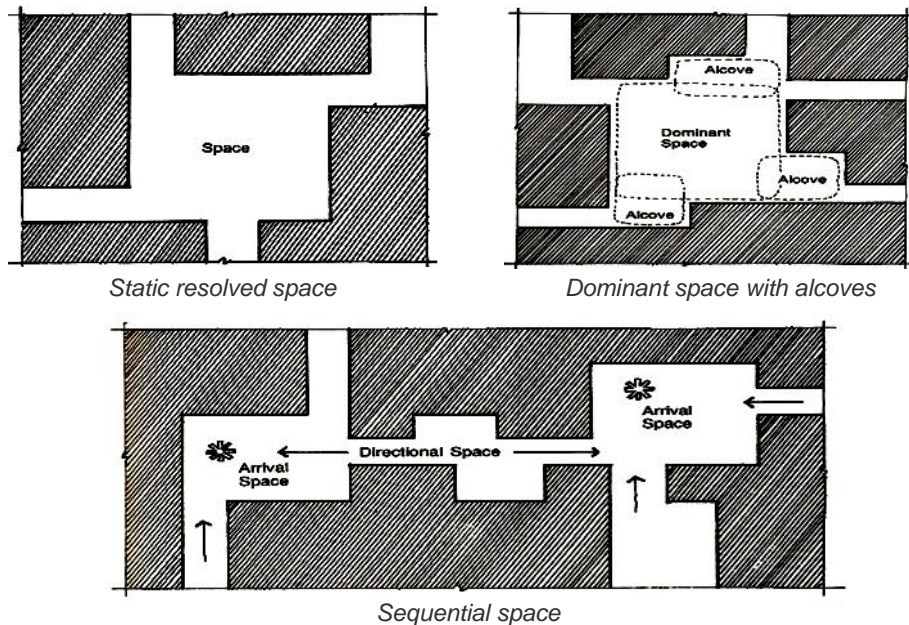 Space
Alcove
Dominant
Space
Alcove
Alcove
Static resolved space
Dominant space with alcoves
Arrival
Space
Directional Space
Arrival
Space
Sequential space